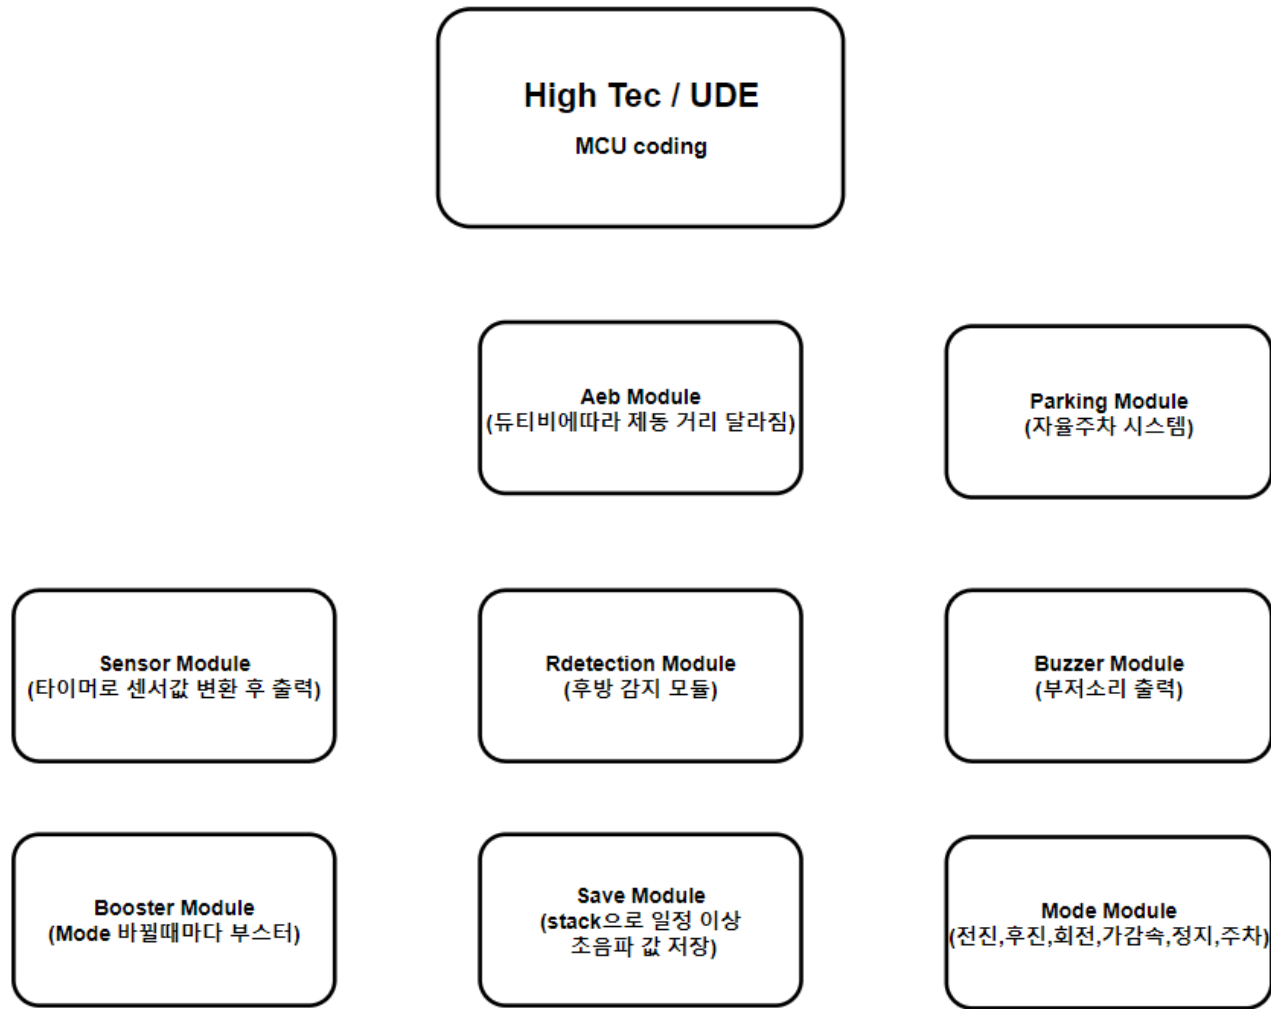 High Tec / UDE
MCU coding
Aeb Module
(듀티비에따라 제동 거리 달라짐)
Parking Module
(자율주차 시스템)
Sensor Module
(타이머로 센서값 변환 후 출력)
Rdetection Module
(후방 감지 모듈)
Buzzer Module
(부저소리 출력)
Booster Module
(Mode 바뀔때마다 부스터)
Save Module
(stack으로 일정 이상
초음파 값 저장)
Mode Module
(전진,후진,회전,가감속,정지,주차)